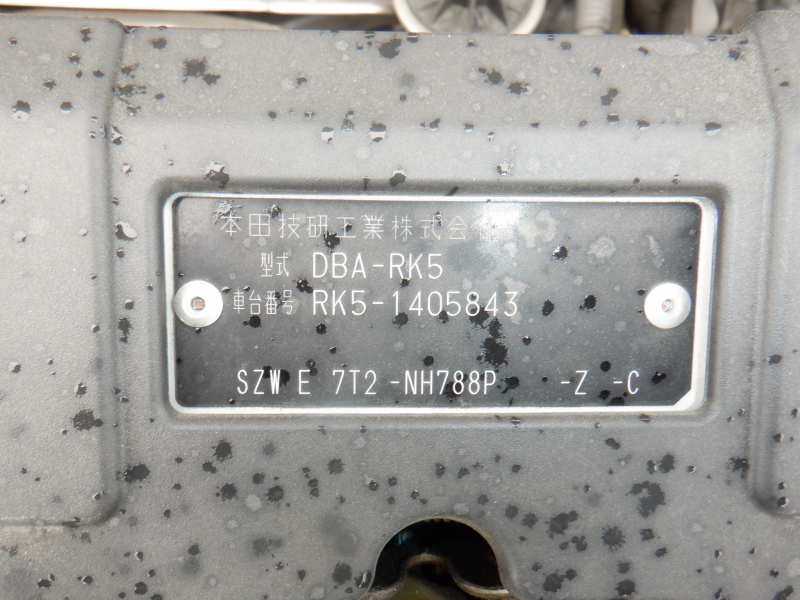 本田技研工業株式会社
型式 DBA-RK5
車台番号 RK5-1405843
SZW E 7T2 -NH788P -Z -C